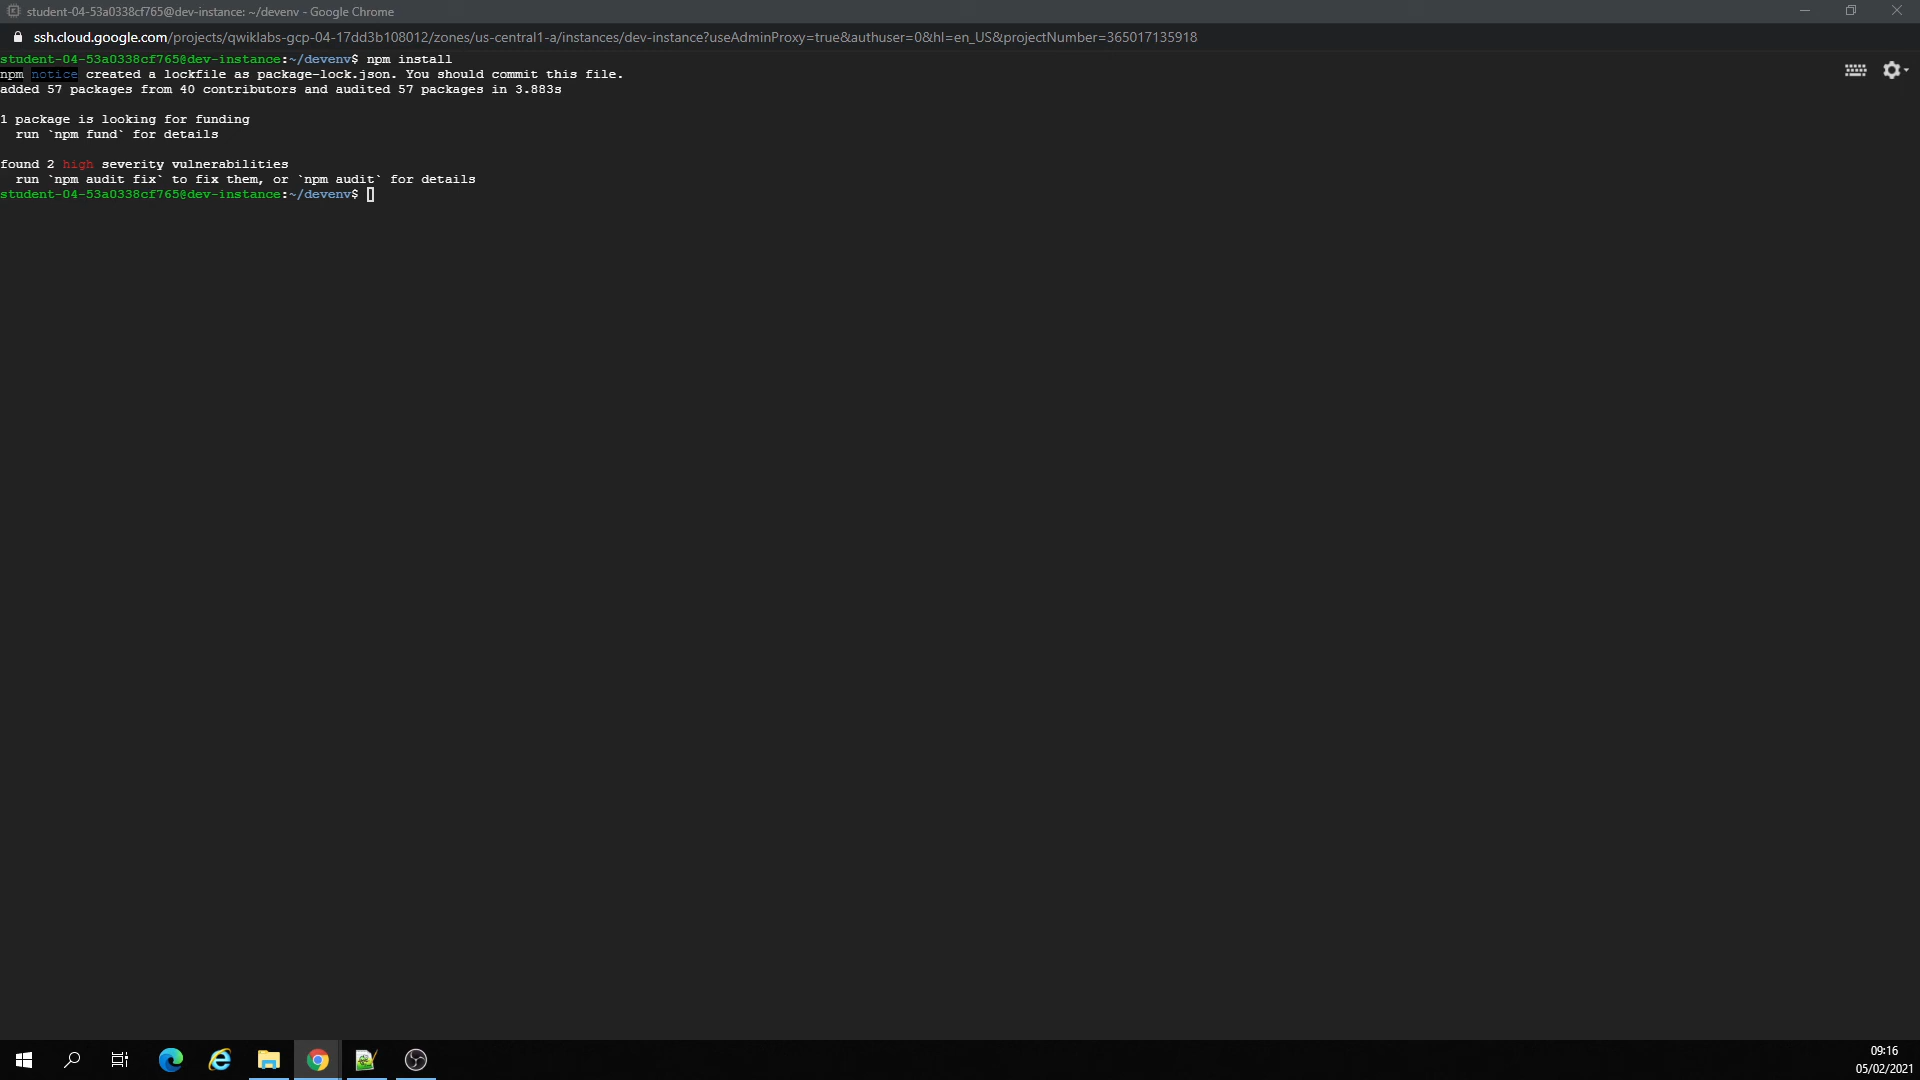 student-04-53a0338cf765@dev-instance: ~/devenv - Google Chrome
ssh.cloud.google.com/projects/qwiklabs-gcp-04-17dd3b108012/zones/us-central1-a/instances/dev-instance?useAdminProxy=true&authuser=0&hl=en_US&projectNumber=365017135918
student-04-53a0338cf765@dev-instance:~/devenv$ npm install
npm notice created a lockfile as package-lock.json. You should commit this file.
added 57 packages from 40 contributors and audited 57 packages in 3.883s
1 package is looking for funding
run `npm fund` for details
found 2 high severity vulnerabilities
run `npm audit fix` to fix them, or `npm audit` for details
student-04-53a0338cf765@dev-instance:~/devenv$
09:16
05/02/2021